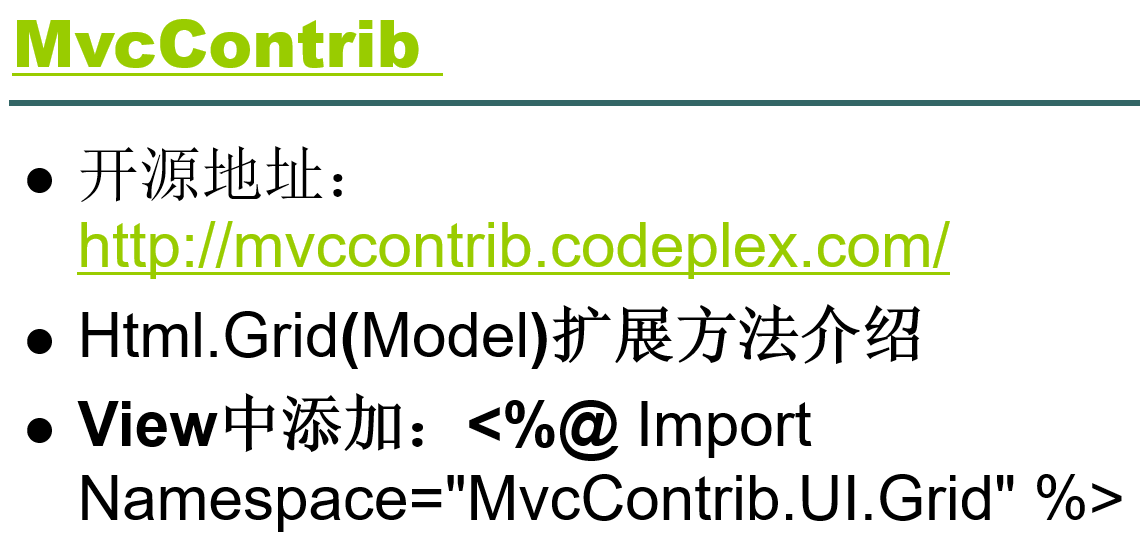 MvcContrib
● 开源地址：
http://mvccontrib.codeplex.com/
● Html.Grid(Model)扩展方法介绍
● View中添加：<%@ Import
Namespace="MvcContrib.UI.Grid" %>